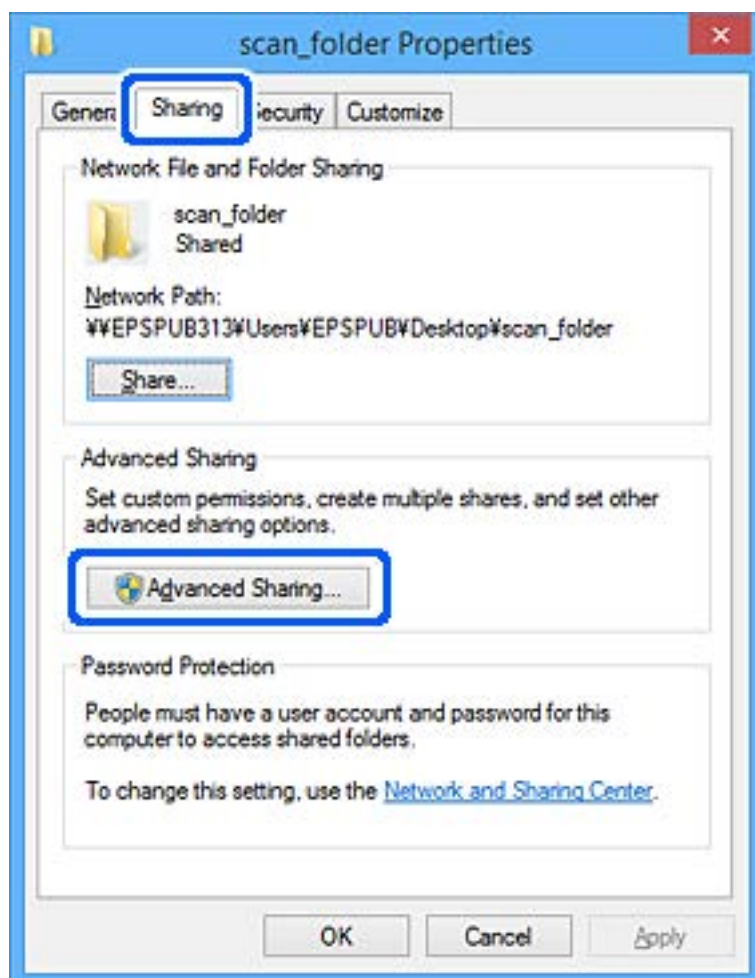 scan_folder Properties
General Sharing Security Customize
Network File and Folder Sharing
scan_folder
Shared
Network Path:
¥¥EPSPUB313¥Users¥EPSPUB¥Desktop¥scan_folder
Share...
Advanced Sharing
Set custom permissions, create multiple shares, and set other
advanced sharing options.
Advanced Sharing...
Password Protection
People must have a user account and password for this
computer to access shared folders.
To change this setting, use the Network and Sharing Center.
OK Cancel Apply